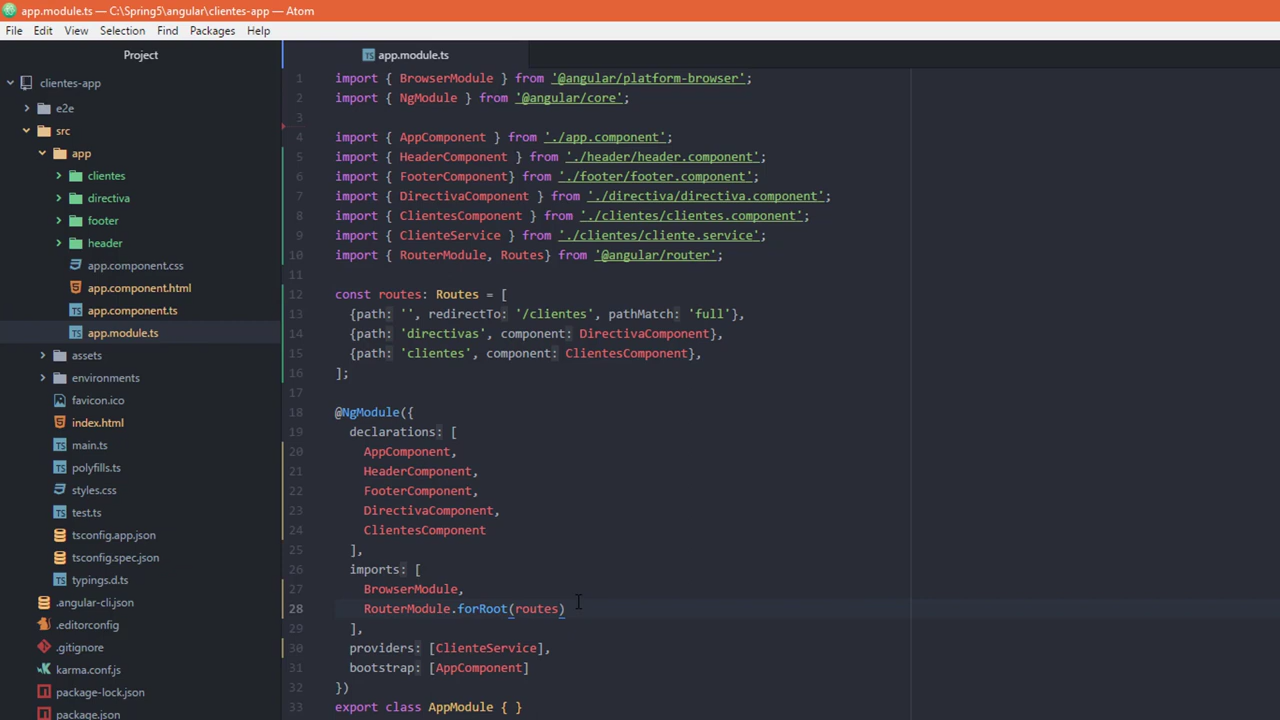 app.module.ts — C:\Spring5\angular\clientes-app — Atom
File Edit View Selection Find Packages Help
Project
clientes-app
e2e
src
app
clientes
directiva
footer
header
app.component.css
app.component.html
app.component.ts
app.module.ts
assets
environments
favicon.ico
index.html
main.ts
polyfills.ts
styles.css
test.ts
tsconfig.app.json
tsconfig.spec.json
typings.d.ts
.angular-cli.json
.editorconfig
.gitignore
karma.conf.js
package-lock.json
package.json
app.module.ts
1 import { BrowserModule } from '@angular/platform-browser';
2 import { NgModule } from '@angular/core';
3
4 import { AppComponent } from './app.component';
5 import { HeaderComponent } from './header/header.component';
6 import { FooterComponent} from './footer/footer.component';
7 import { DirectivaComponent } from './directiva/directiva.component';
8 import { ClientesComponent } from './clientes/clientes.component';
9 import { ClienteService } from './clientes/cliente.service';
10 import { RouterModule, Routes} from '@angular/router';
11
12 const routes: Routes = [
13 {path: '', redirectTo: '/clientes', pathMatch: 'full'},
14 {path: 'directivas', component: DirectivaComponent},
15 {path: 'clientes', component: ClientesComponent},
16 ];
17
18 @NgModule({
19 declarations: [
20 AppComponent,
21 HeaderComponent,
22 FooterComponent,
23 DirectivaComponent,
24 ClientesComponent
25 ],
26 imports: [
27 BrowserModule,
28 RouterModule.forRoot(routes)
29 ],
30 providers: [ClienteService],
31 bootstrap: [AppComponent]
32 })
33 export class AppModule { }